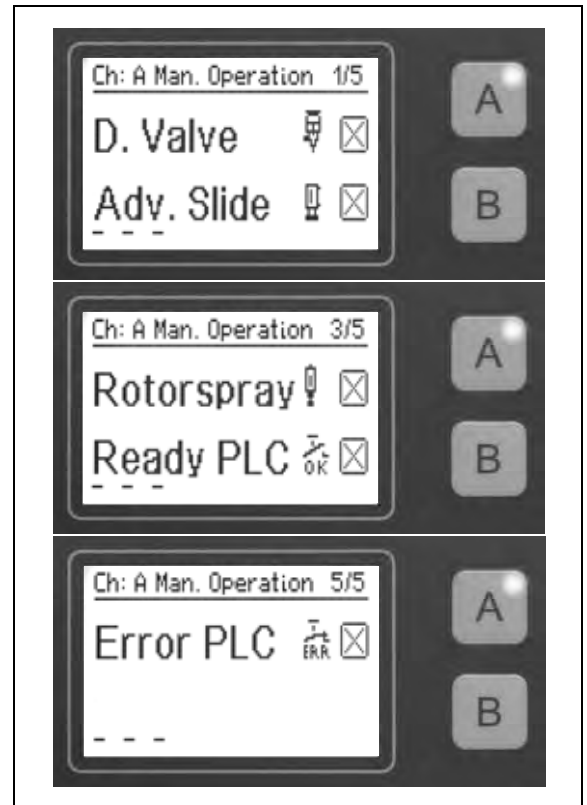 Ch: A Man. Operation 1/5
D. Valve
Adv. Slide
- - -
A
B
Ch: A Man. Operation 3/5
Rotorspray
Ready PLC OK
- - -
A
B
Ch: A Man. Operation 5/5
Error PLC ERR
- - -
A
B